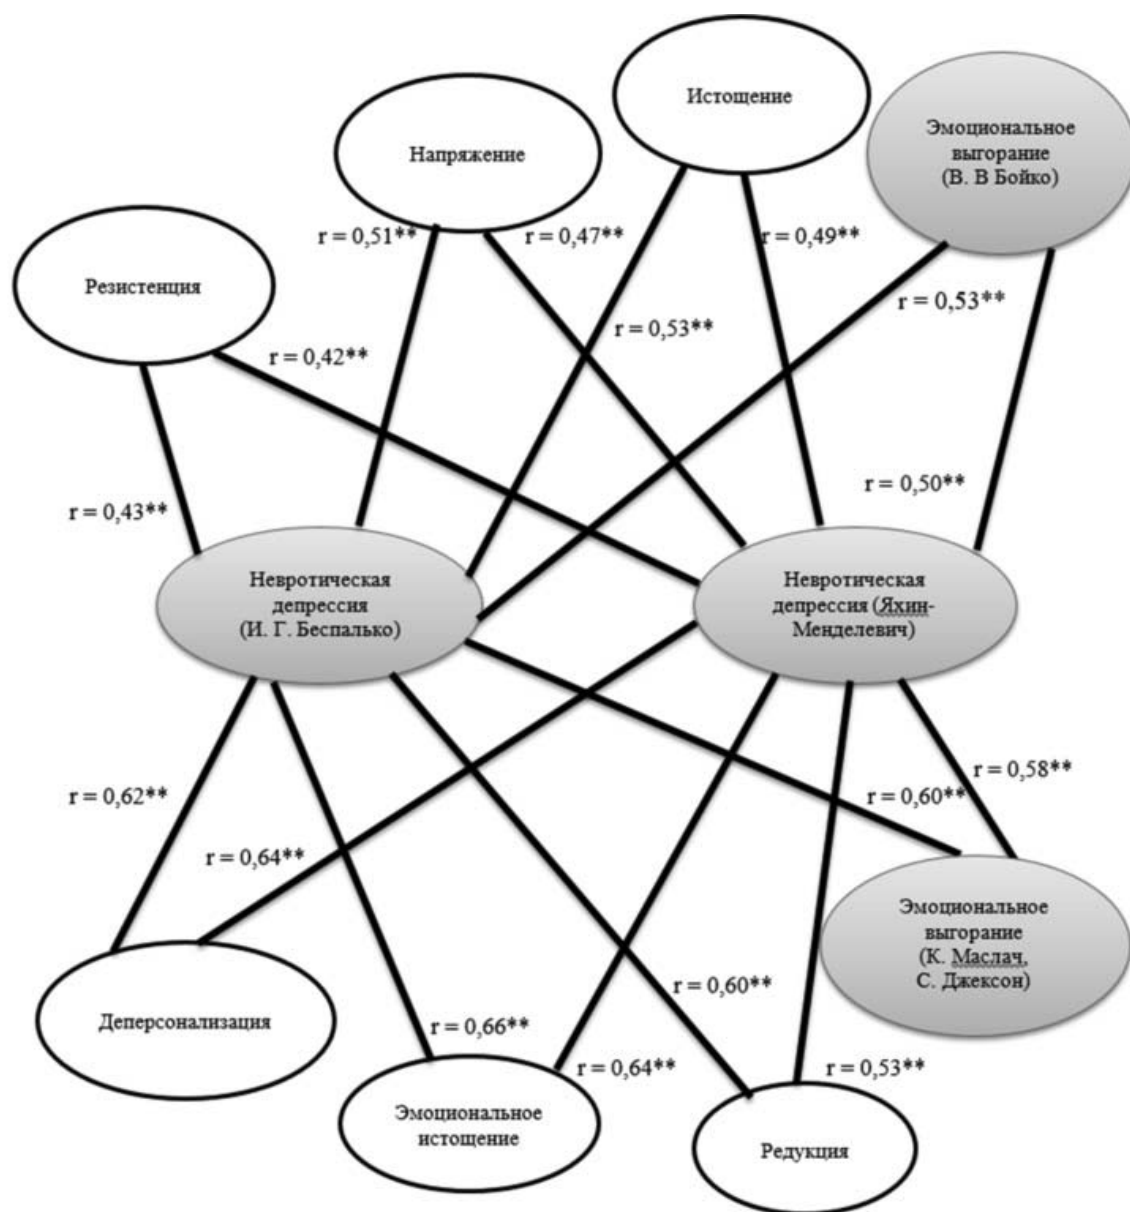 Истощение
Эмоциональное
выгорание
(В. В Бойко)
Напряжение
r = 0,51**
r = 0,47**
r = 0,49**
Резистенция
r = 0,53**
r = 0,53**
r = 0,42**
r = 0,50**
r = 0,43**
Невротическая
депрессия
(И. Г. Беспалько)
Невротическая
депрессия (Яхин-
Менделевич)
r = 0,62**
r = 0,58**
r = 0,60**
r = 0,64**
Эмоциональное
выгорание
(К. Маслач,
С. Джексон)
r = 0,60**
Деперсонализация
r = 0,66**
r = 0,64**
r = 0,53**
Эмоциональное
истощение
Редукция